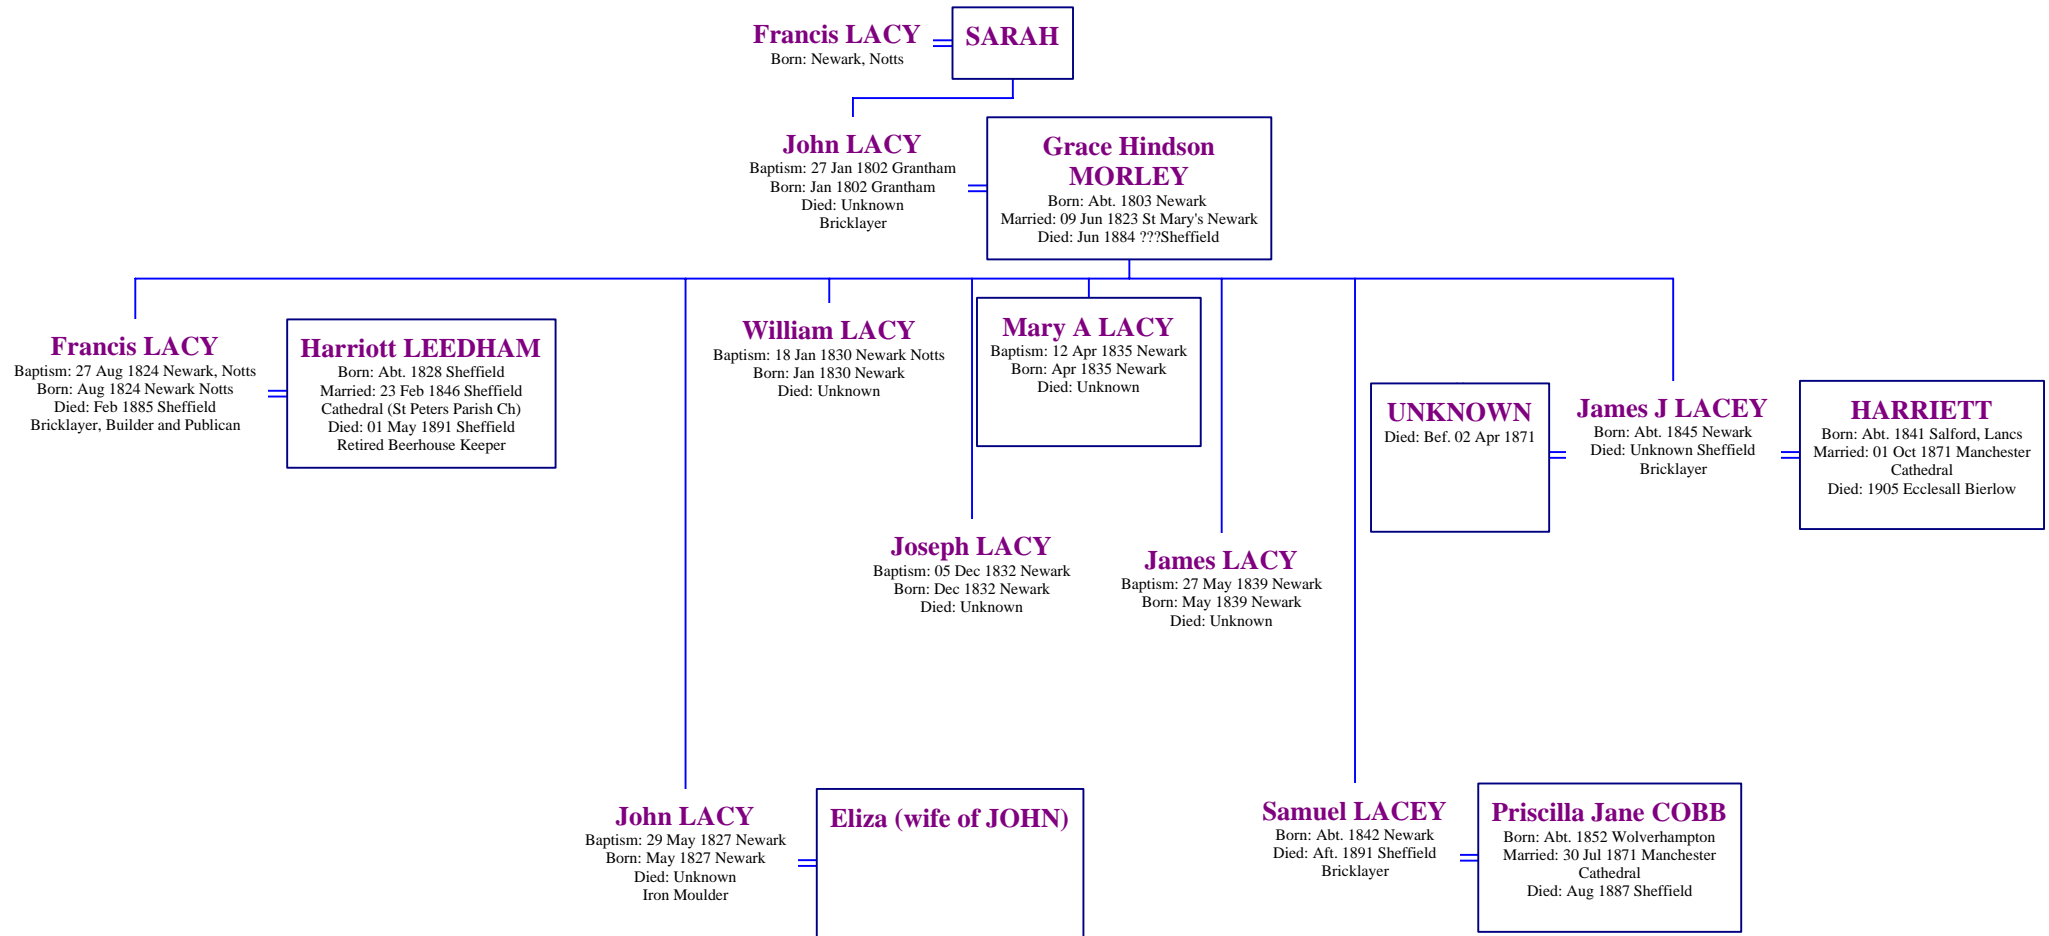 Francis LACY
Born: Newark, Notts
SARAH
John LACY
Baptism: 27 Jan 1802 Grantham
Born: Jan 1802 Grantham
Died: Unknown
Bricklayer
Grace Hindson
MORLEY
Born: Abt. 1803 Newark
Married: 09 Jun 1823 St Mary's Newark
Died: Jun 1884 ???Sheffield
Francis LACY
Baptism: 27 Aug 1824 Newark, Notts
Born: Aug 1824 Newark Notts
Died: Feb 1885 Sheffield
Bricklayer, Builder and Publican
Harriott LEEDHAM
Born: Abt. 1828 Sheffield
Married: 23 Feb 1846 Sheffield
Cathedral (St Peters Parish Ch)
Died: 01 May 1891 Sheffield
Retired Beerhouse Keeper
William LACY
Baptism: 18 Jan 1830 Newark Notts
Born: Jan 1830 Newark
Died: Unknown
Mary A LACY
Baptism: 12 Apr 1835 Newark
Born: Apr 1835 Newark
Died: Unknown
UNKNOWN
Died: Bef. 02 Apr 1871
James J LACEY
Born: Abt. 1845 Newark
Died: Unknown Sheffield
Bricklayer
HARRIETT
Born: Abt. 1841 Salford, Lancs
Married: 01 Oct 1871 Manchester
Cathedral
Died: 1905 Ecclesall Bierlow
Joseph LACY
Baptism: 05 Dec 1832 Newark
Born: Dec 1832 Newark
Died: Unknown
James LACY
Baptism: 27 May 1839 Newark
Born: May 1839 Newark
Died: Unknown
John LACY
Baptism: 29 May 1827 Newark
Born: May 1827 Newark
Died: Unknown
Iron Moulder
Eliza (wife of JOHN)
Samuel LACEY
Born: Abt. 1842 Newark
Died: Aft. 1891 Sheffield
Bricklayer
Priscilla Jane COBB
Born: Abt. 1852 Wolverhampton
Married: 30 Jul 1871 Manchester
Cathedral
Died: Aug 1887 Sheffield